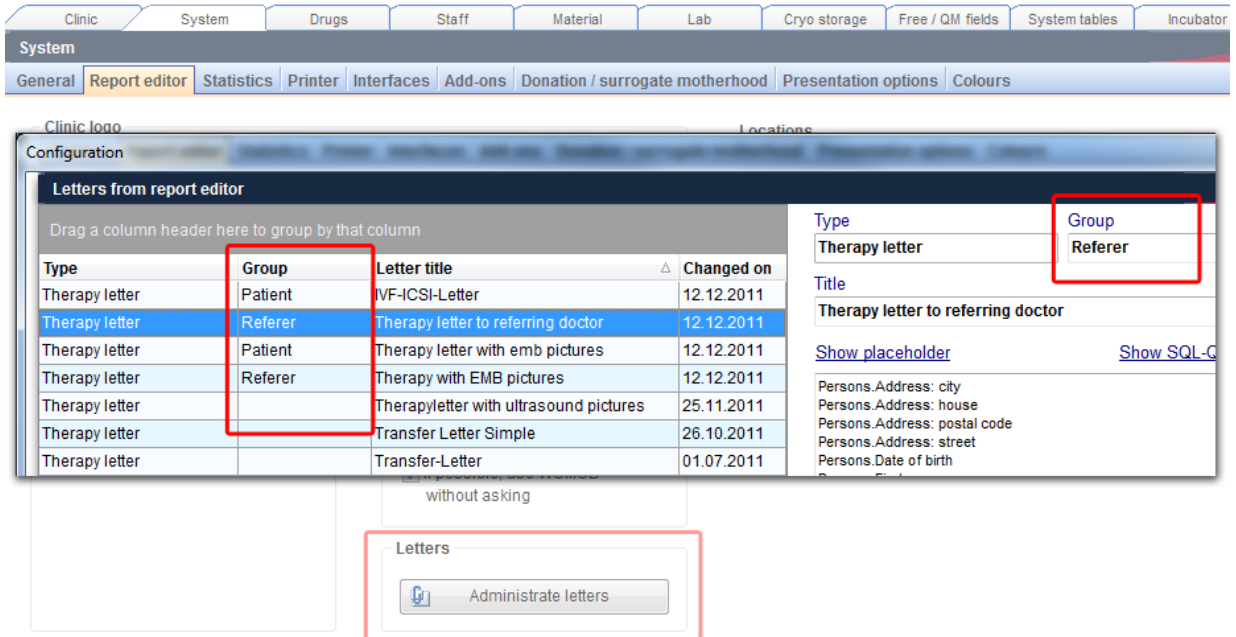 Clinic System Drugs Staff Material Lab Cryo storage Free / QM fields System tables Incubator
System
General Report editor Statistics Printer Interfaces Add-ons Donation / surrogate motherhood Presentation options Colours
Clinic logo Locations
Configuration
Letters from report editor
Drag a column header here to group by that column
Type Group Letter title Changed on
Therapy letter Patient IVF-ICSI-Letter 12.12.2011
Therapy letter Referer Therapy letter to referring doctor 12.12.2011
Therapy letter Patient Therapy letter with emb pictures 12.12.2011
Therapy letter Referer Therapy with EMB pictures 12.12.2011
Therapy letter Therapyletter with ultrasound pictures 25.11.2011
Therapy letter Transfer Letter Simple 26.10.2011
Therapy letter Transfer-Letter 01.07.2011
Type Group
Therapy letter Referer
Title
Therapy letter to referring doctor
Show placeholder Show SQL-Q
Persons.Address: city
Persons.Address: house
Persons.Address: postal code
Persons.Address: street
Persons.Date of birth
without asking
Letters
Administrate letters